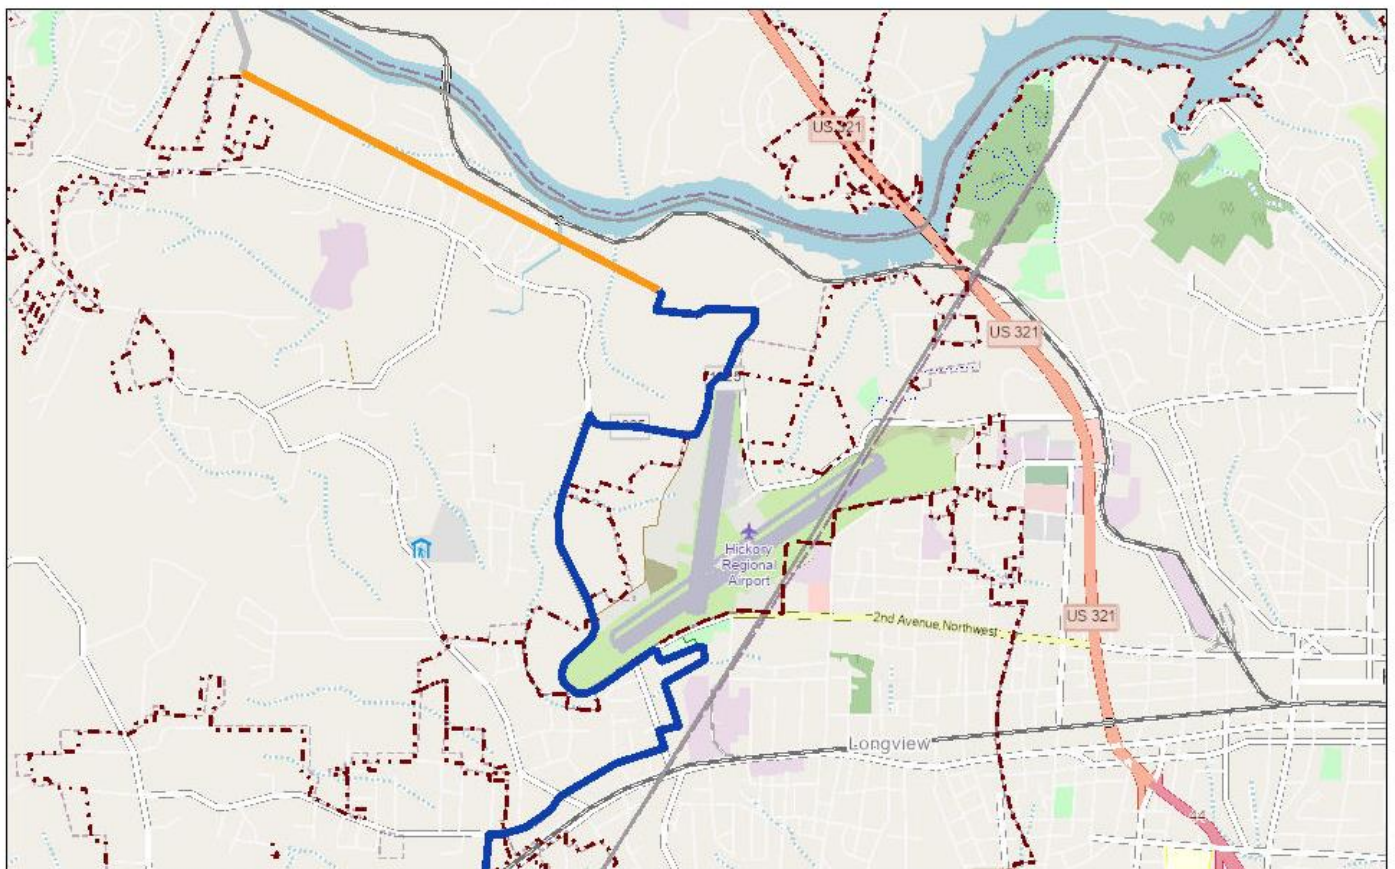 US 321
US 321
Hickory
Regional
Airport
US 321
2nd Avenue Northwest
Longview